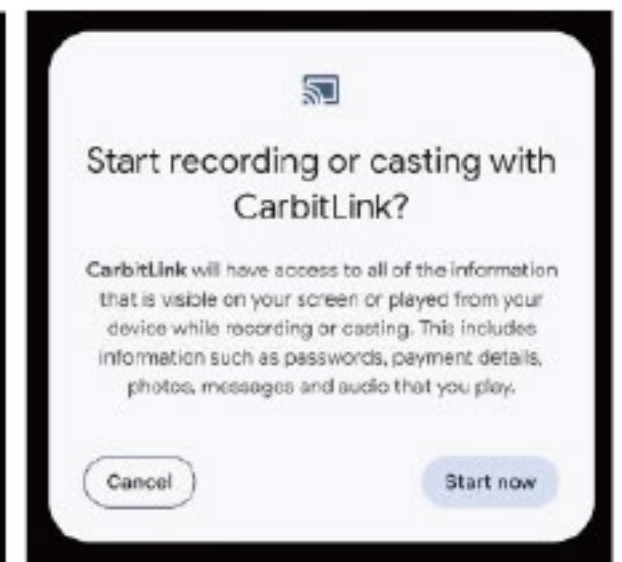 Start recording or casting with
CarbitLink?
CarbitLink will have access to all of the information
that is visible on your screen or played from your
device while recording or casting. This includes
information such as passwords, payment details,
photos, messages and audio that you play.
Cancel
Start now